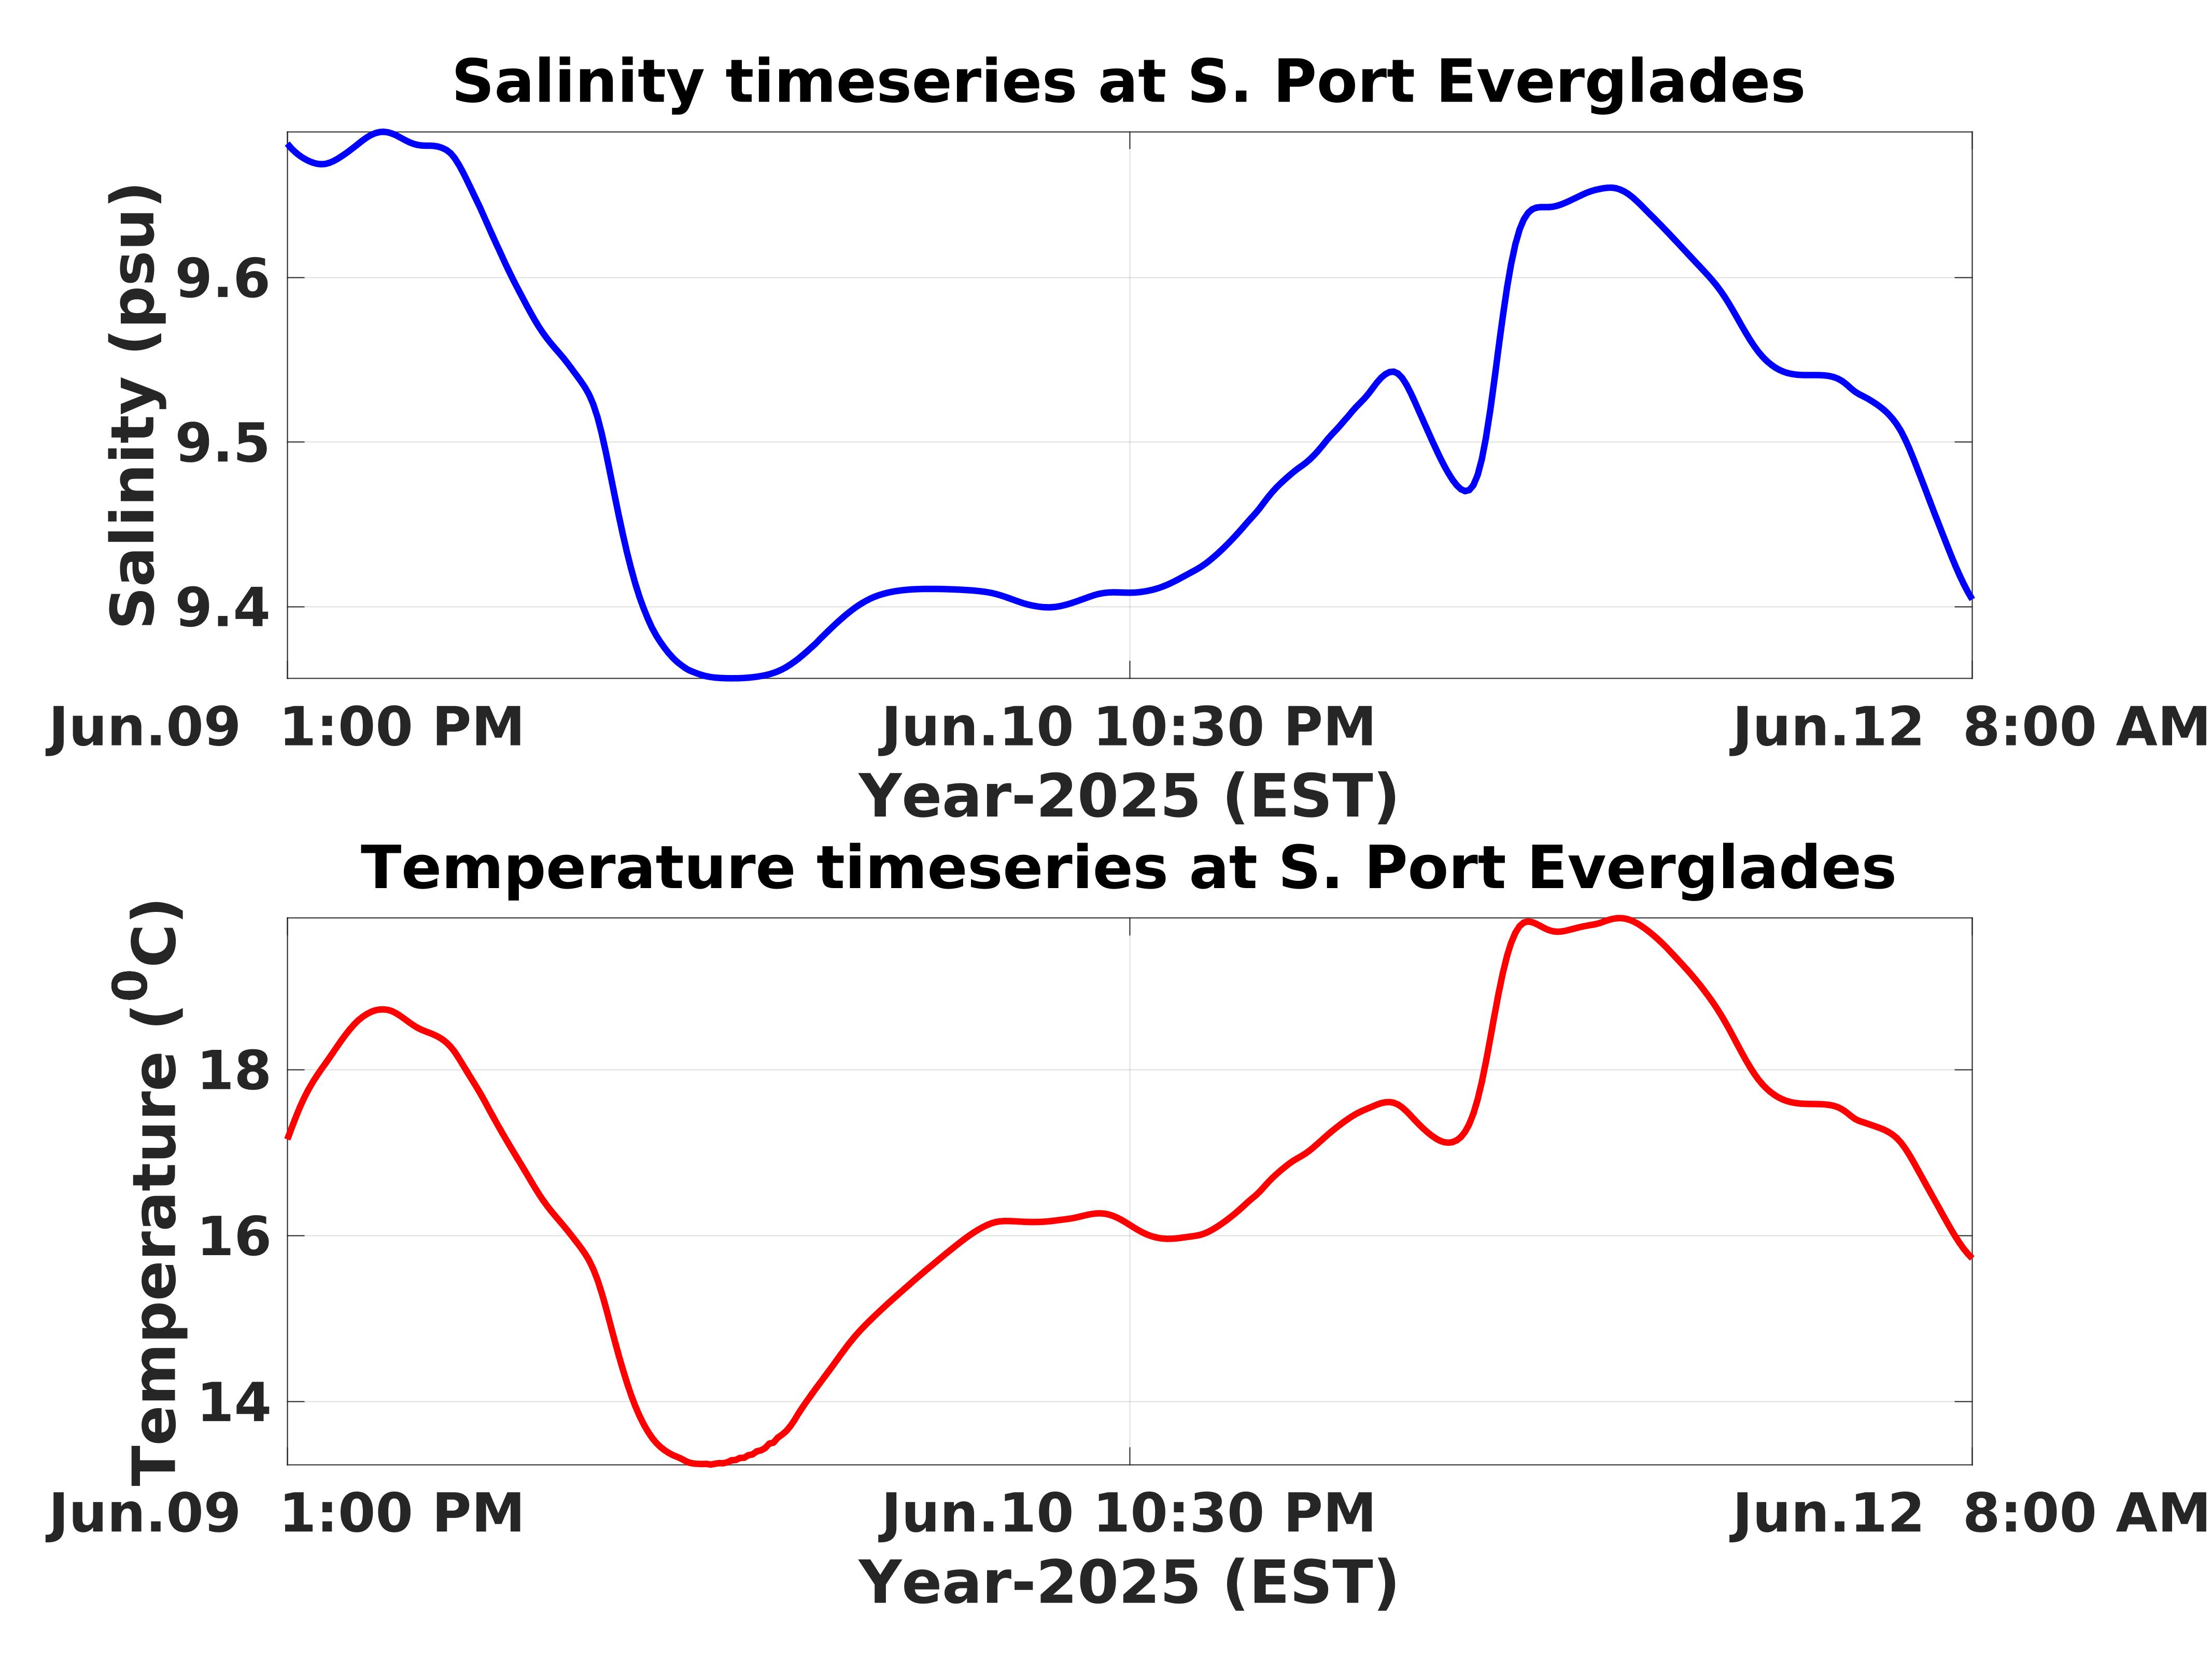 Salinity timeseries at S. Port Everglades
Salinity (psu)
9.6
9.5
9.4
Jun.09  1:00 PM
Jun.10 10:30 PM
Jun.12  8:00 AM
Year-2025 (EST)
Temperature timeseries at S. Port Everglades
Temperature (⁰C)
18
16
14
Jun.09  1:00 PM
Jun.10 10:30 PM
Jun.12  8:00 AM
Year-2025 (EST)